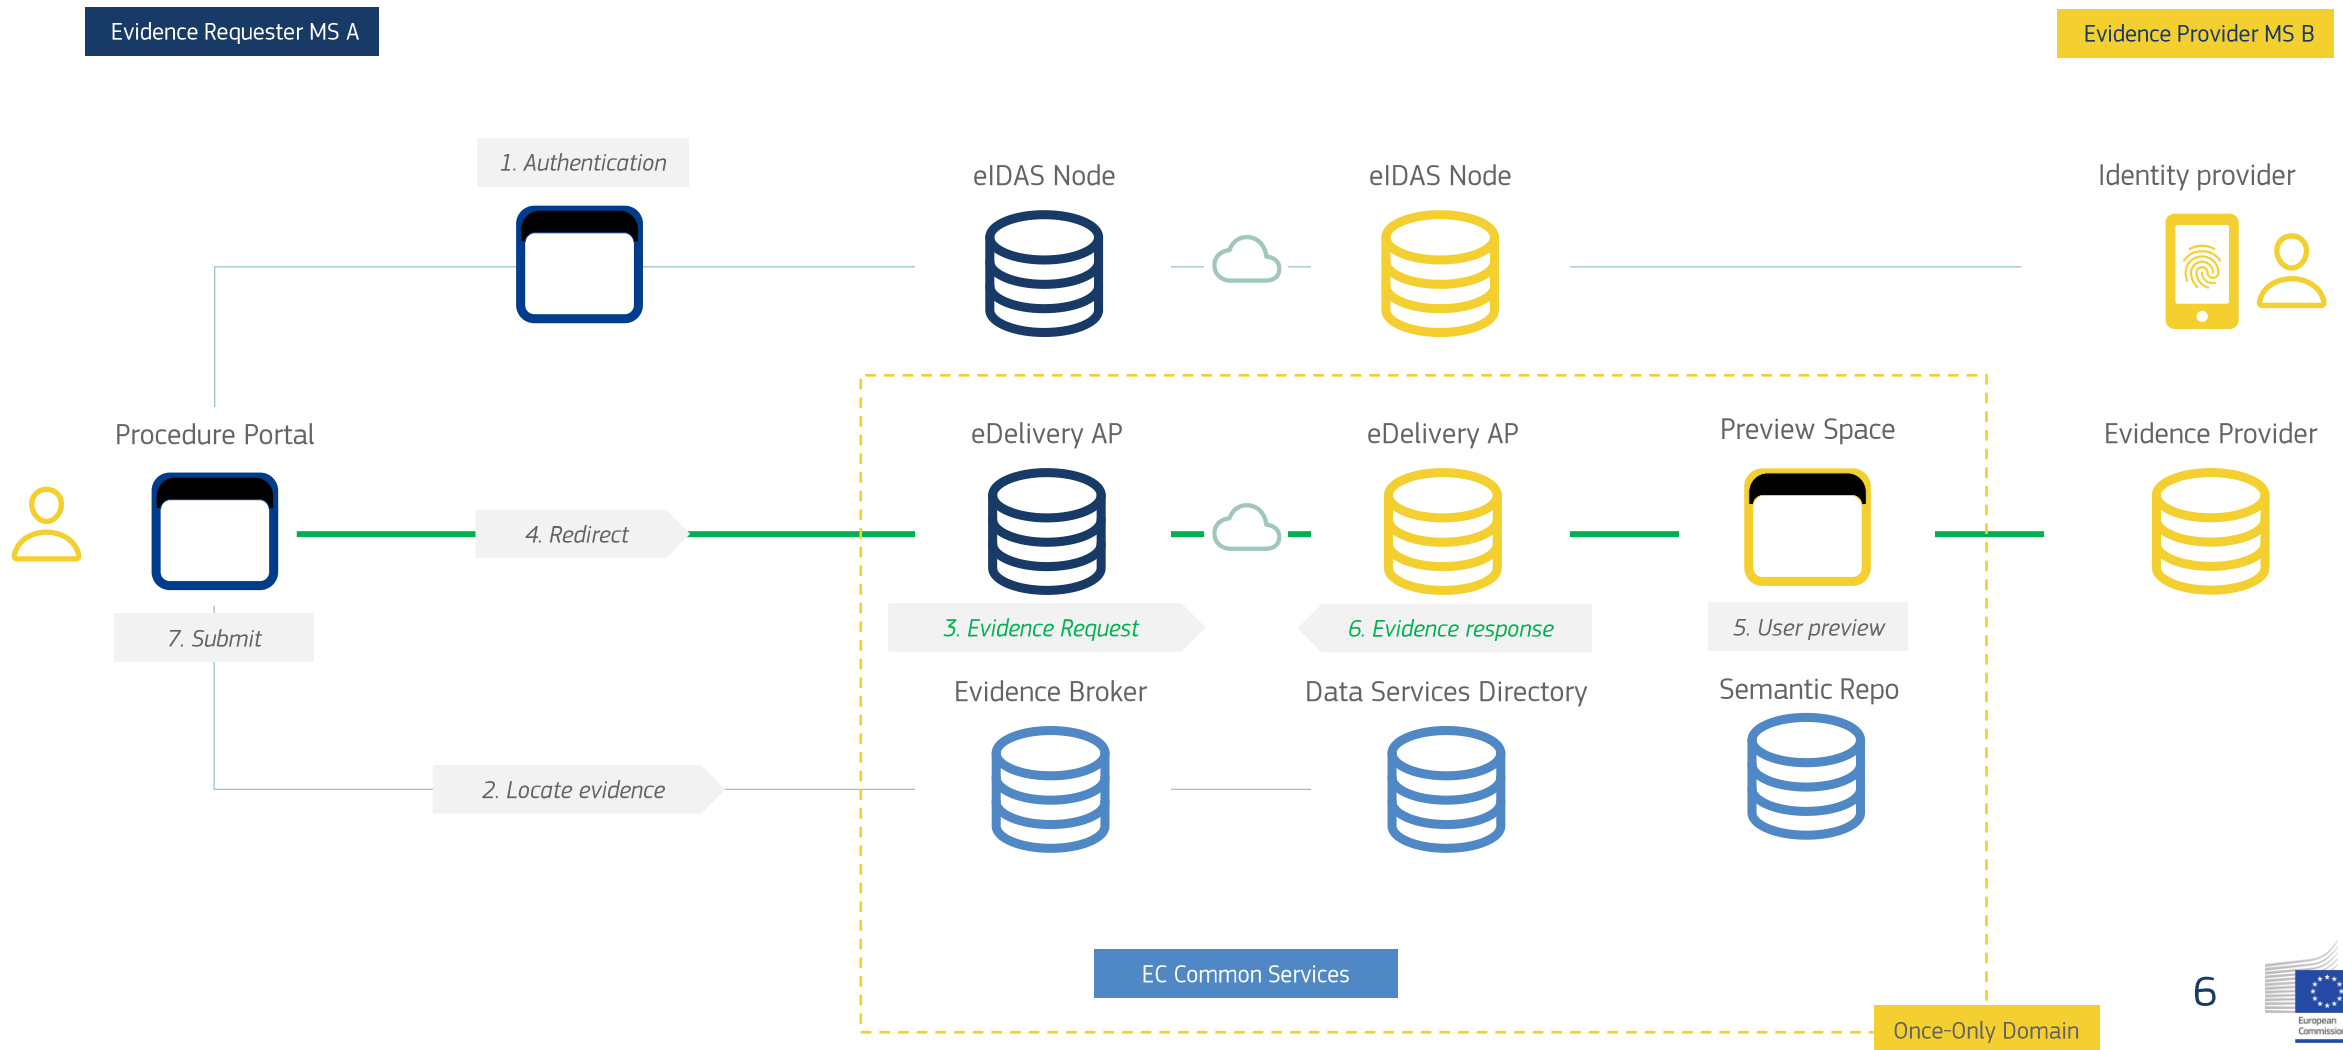 Evidence Requester MS A
Evidence Provider MS B
1. Authentication
eIDAS Node
eIDAS Node
Identity provider
Procedure Portal
eDelivery AP
eDelivery AP
Preview Space
Evidence Provider
4. Redirect
3. Evidence Request
6. Evidence response
5. User preview
7. Submit
Evidence Broker
Data Services Directory
Semantic Repo
2. Locate evidence
EC Common Services
6
European
Commission
Once-Only Domain